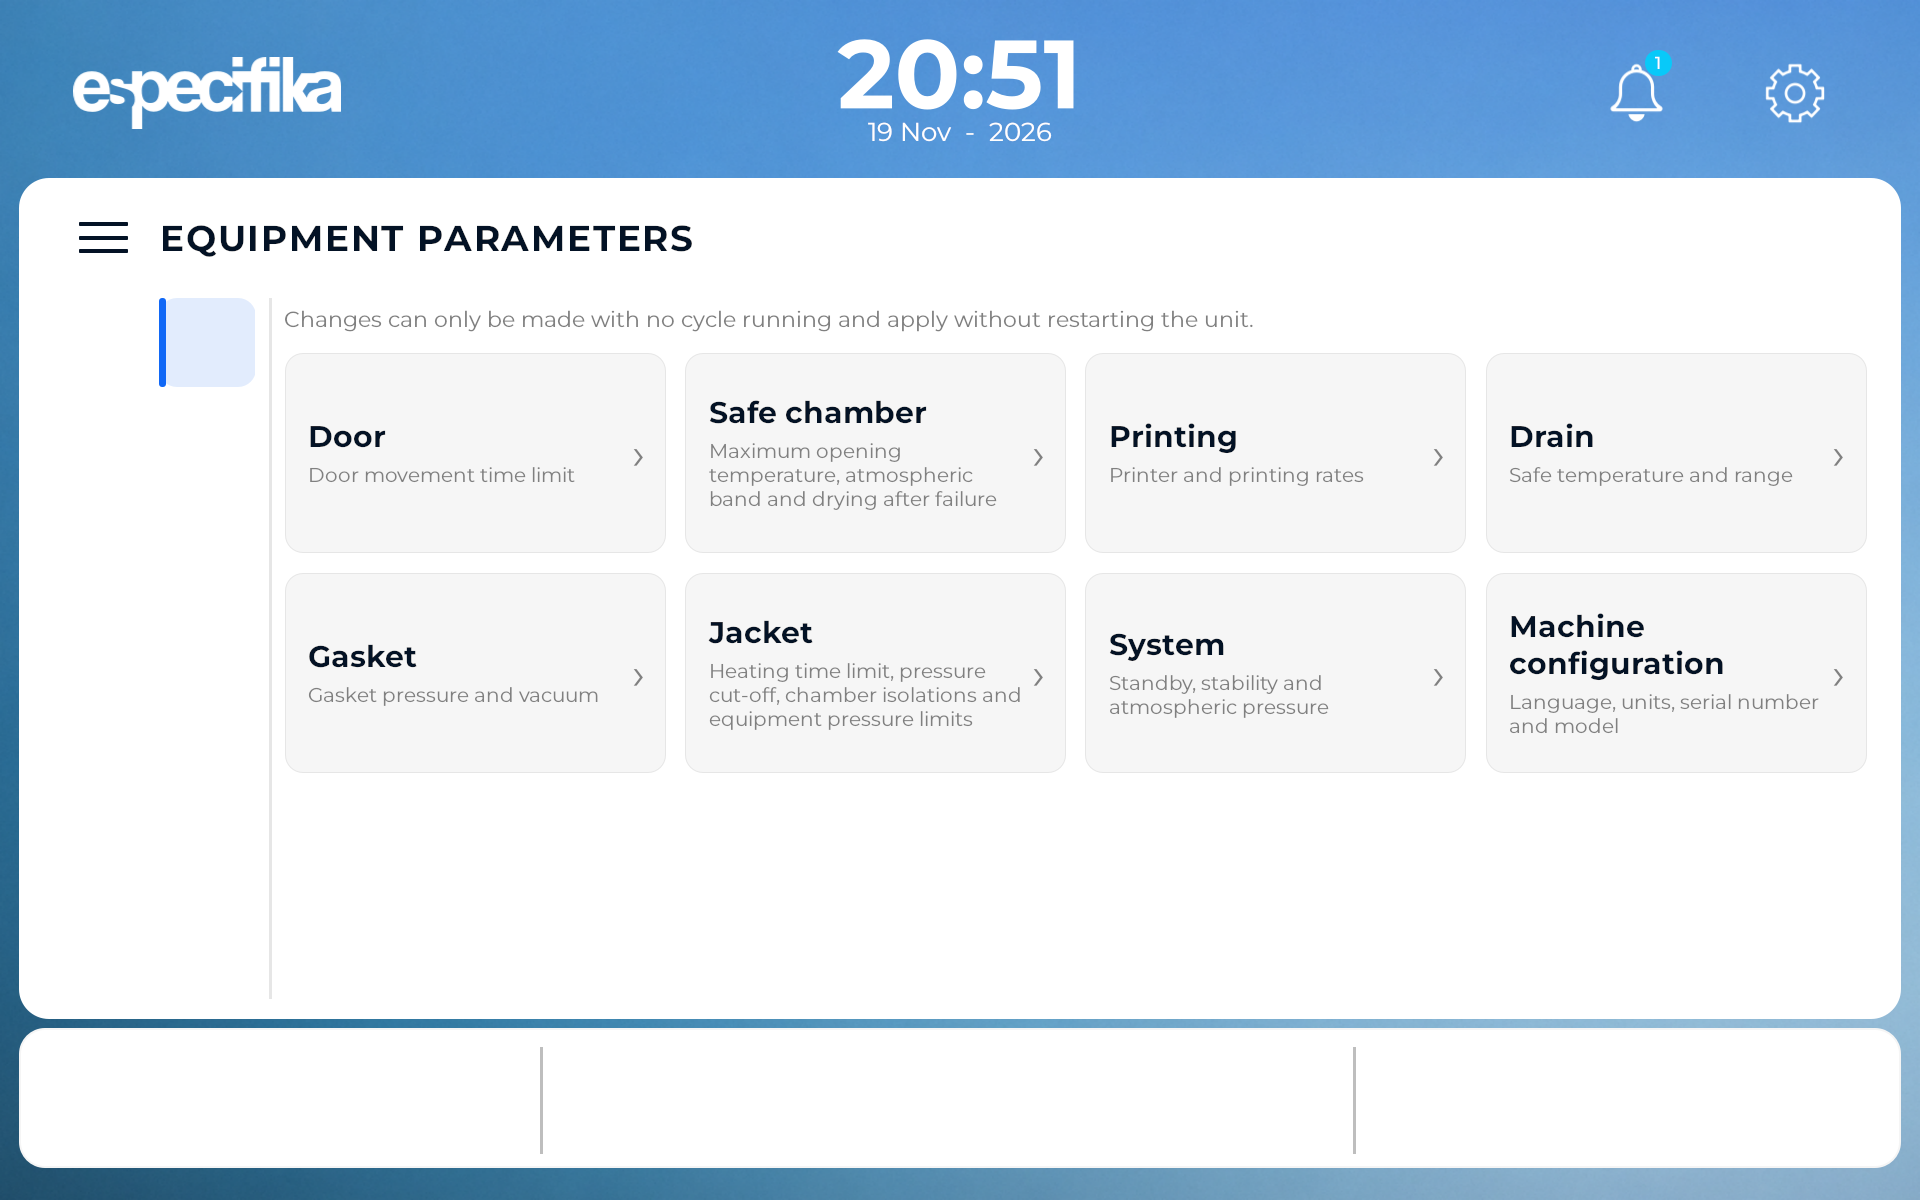 especifika
20:51
19 Nov - 2026
1
EQUIPMENT PARAMETERS
Changes can only be made with no cycle running and apply without restarting the unit.
Door
Door movement time limit
Safe chamber
Maximum opening
temperature, atmospheric
band and drying after failure
Printing
Printer and printing rates
Drain
Safe temperature and range
Gasket
Gasket pressure and vacuum
Jacket
Heating time limit, pressure
cut-off, chamber isolations and
equipment pressure limits
System
Standby, stability and
atmospheric pressure
Machine
configuration
Language, units, serial number
and model